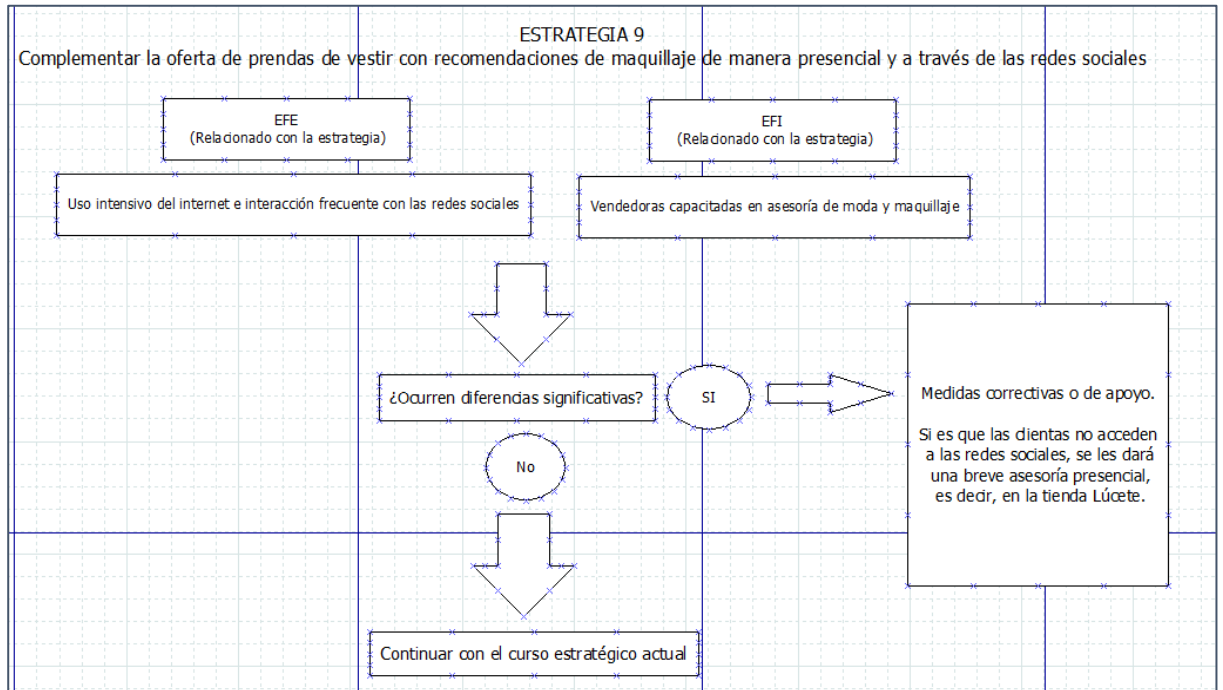 ESTRATEGIA 9
Complementar la oferta de prendas de vestir con recomendaciones de maquillaje de manera presencial y a través de las redes sociales
EFE
(Relacionado con la estrategia)
EFI
(Relacionado con la estrategia)
Uso intensivo del internet e interacción frecuente con las redes sociales
Vendedoras capacitadas en asesoría de moda y maquillaje
¿Ocurren diferencias significativas?
SI
Medidas correctivas o de apoyo.
Si es que las clientas no acceden
a las redes sociales, se les dará
una breve asesoría presencial,
es decir, en la tienda Lúcete.
No
Continuar con el curso estratégico actual